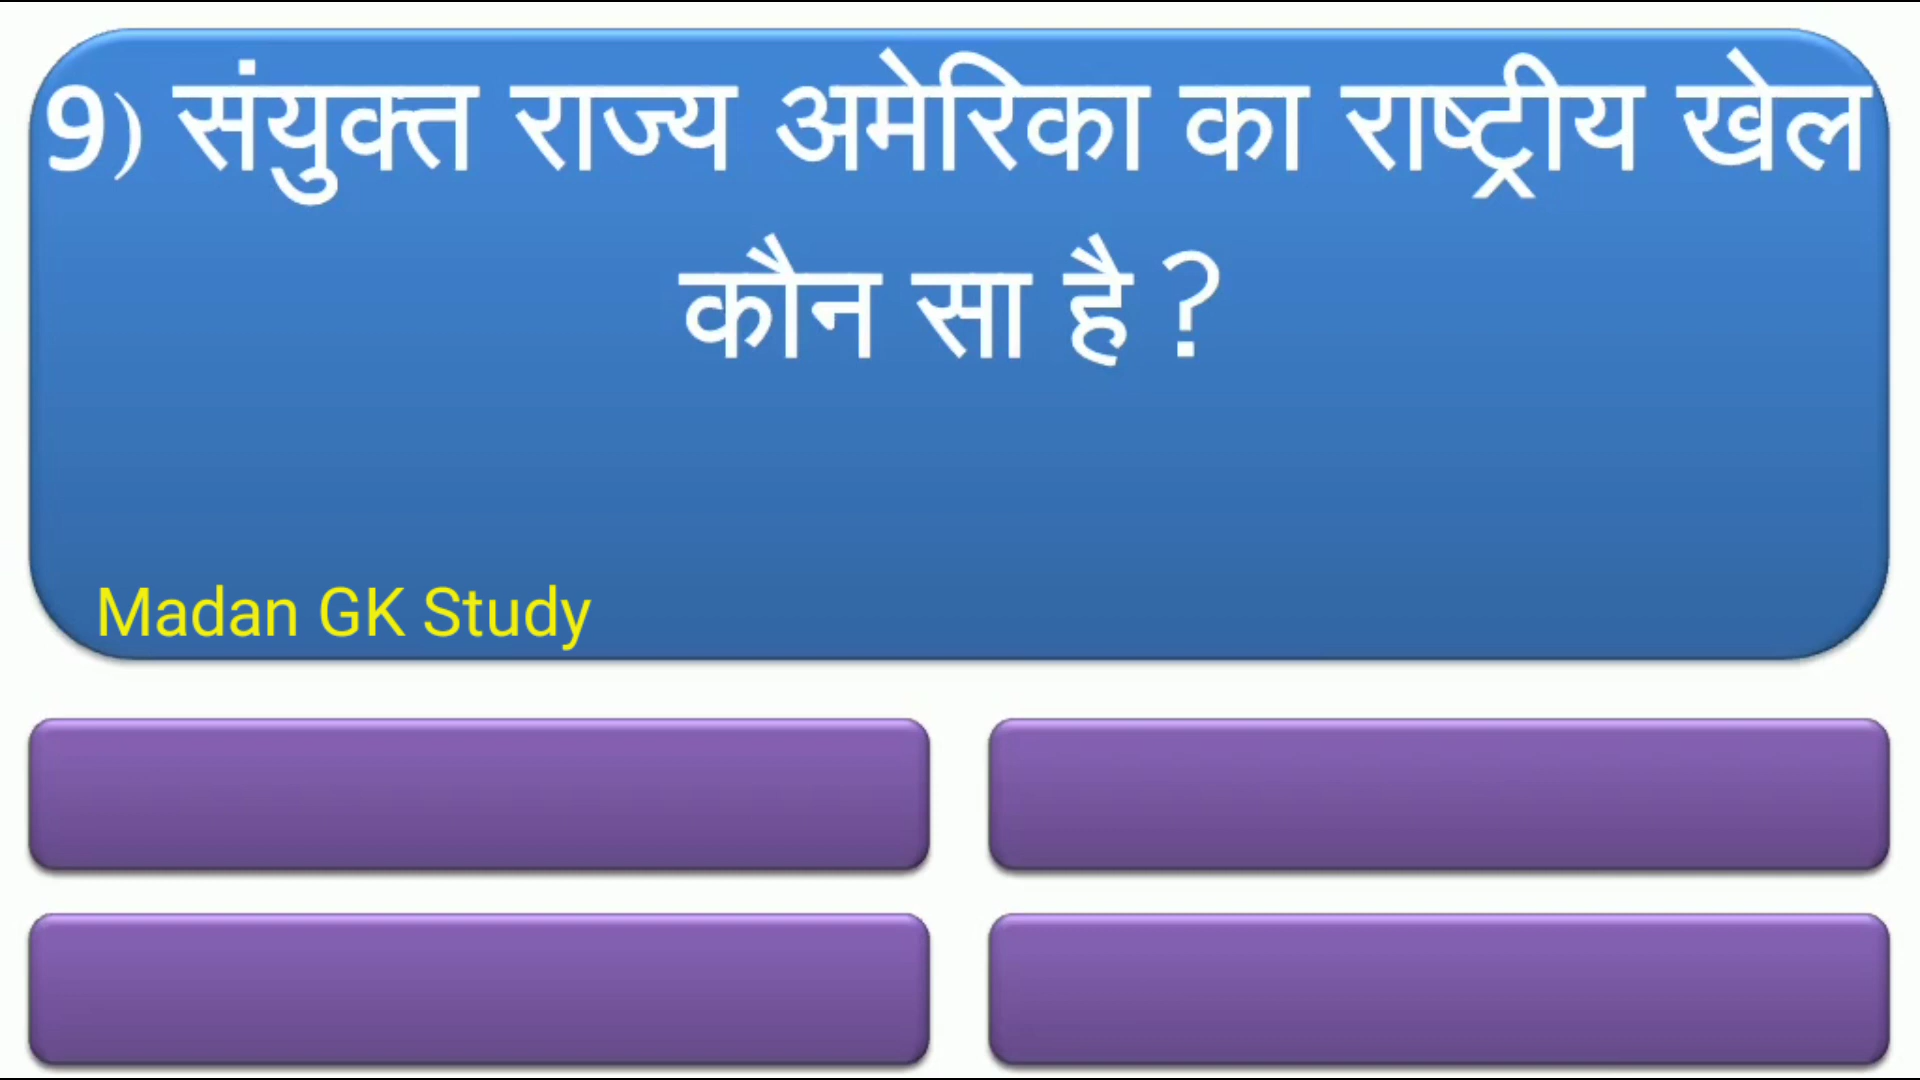 9) संयुक्त राज्य अमेरिका का राष्ट्रीय खेल
कौन सा है ?
Madan GK Study